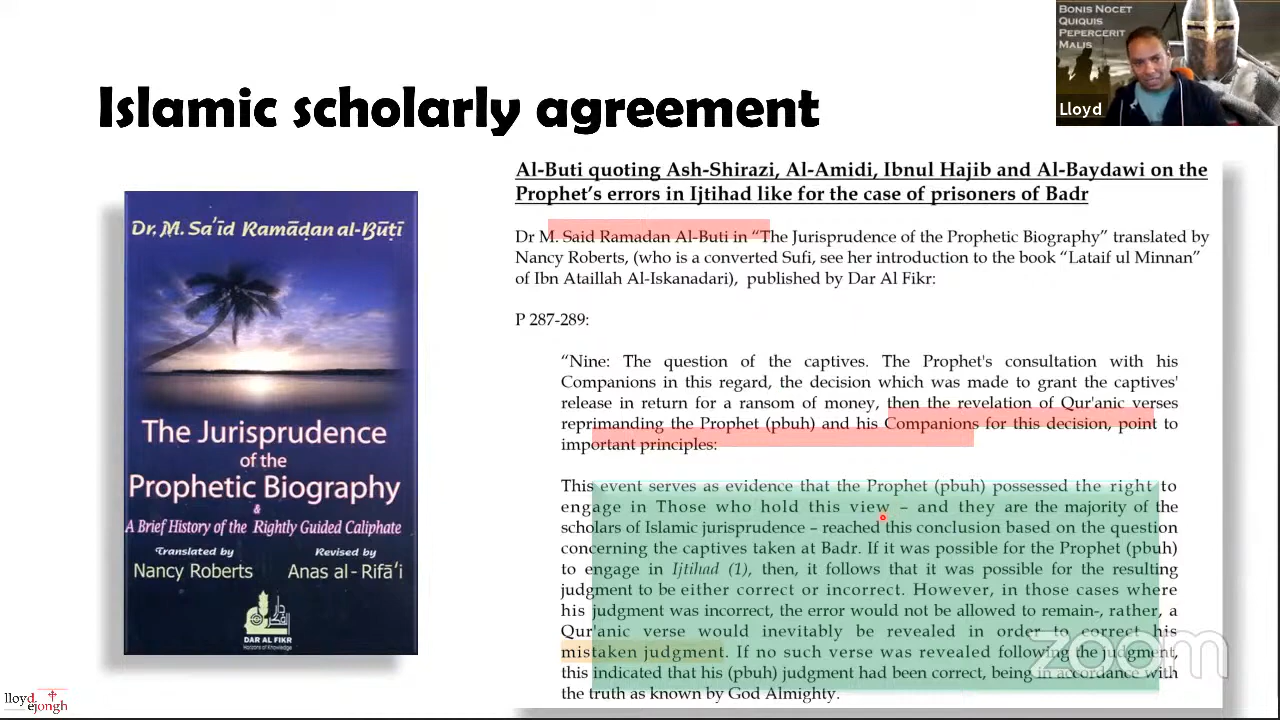 Bonis Nocet
Quiquis
Pepercerit
Malis
Lloyd
Islamic scholarly agreement
Dr. M. Sa'īd Ramaḍan al-Būṭī
The Jurisprudence
of the
Prophetic Biography
&
A Brief History of the Rightly Guided Caliphate
Translated by
Revised by
Nancy Roberts
Anas al-Rifā'i
دار الفكر
DAR AL FIKR
Horizons of Knowledge
Al-Buti quoting Ash-Shirazi, Al-Amidi, Ibnul Hajib and Al-Baydawi on the
Prophet's errors in Ijtihad like for the case of prisoners of Badr
Dr M. Said Ramadan Al-Buti in "The Jurisprudence of the Prophetic Biography" translated by
Nancy Roberts, (who is a converted Sufi, see her introduction to the book "Lataif ul Minnan"
of Ibn Ataillah Al-Iskanadari), published by Dar Al Fikr:
P 287-289:
"Nine: The question of the captives. The Prophet's consultation with his
Companions in this regard, the decision which was made to grant the captives'
release in return for a ransom of money, then the revelation of Qur'anic verses
reprimanding the Prophet (pbuh) and his Companions for this decision, point to
important principles:
This event serves as evidence that the Prophet (pbuh) possessed the right to
engage in Those who hold this view – and they are the majority of the
scholars of Islamic jurisprudence – reached this conclusion based on the question
concerning the captives taken at Badr. If it was possible for the Prophet (pbuh)
to engage in Ijtihad (1), then, it follows that it was possible for the resulting
judgment to be either correct or incorrect. However, in those cases where
his judgment was incorrect, the error would not be allowed to remain-, rather, a
Qur'anic verse would inevitably be revealed in order to correct his
mistaken judgment. If no such verse was revealed following the judgment,
this indicated that his (pbuh) judgment had been correct, being in accordance with
the truth as known by God Almighty.
zoom
lloyd
ejongh